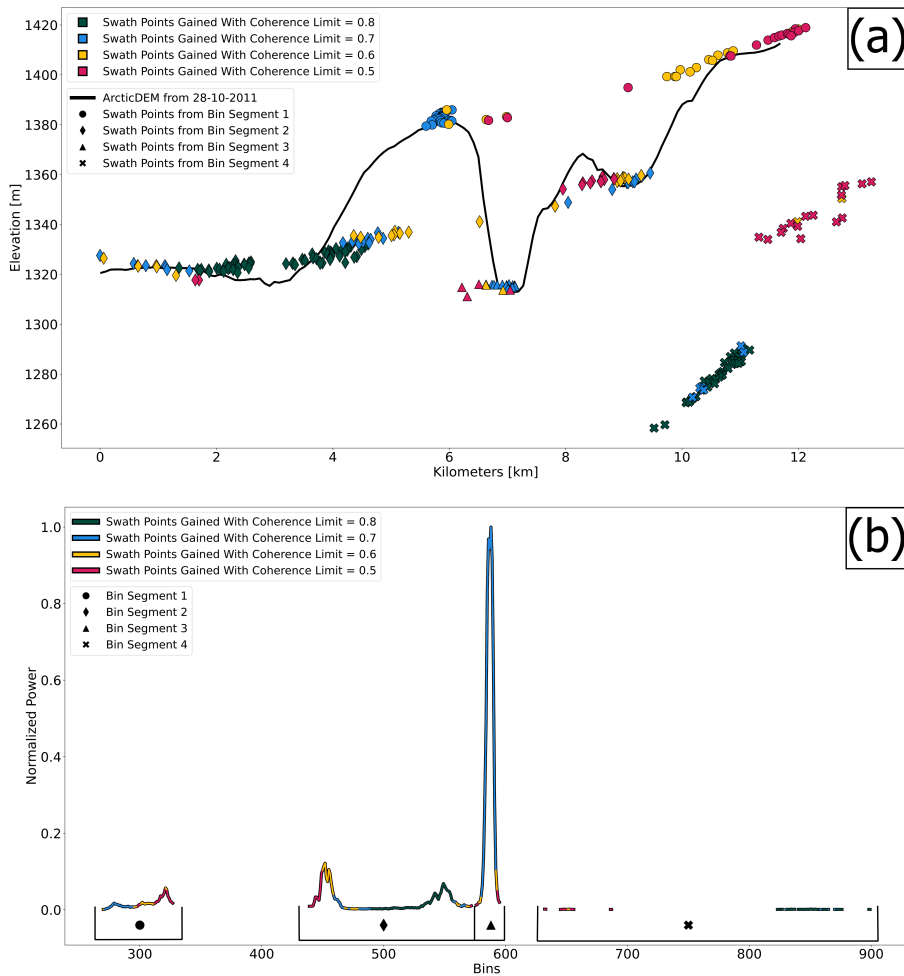 (a)
Swath Points Gained With Coherence Limit = 0.8
Swath Points Gained With Coherence Limit = 0.7
Swath Points Gained With Coherence Limit = 0.6
Swath Points Gained With Coherence Limit = 0.5
ArcticDEM from 28-10-2011
Swath Points from Bin Segment 1
Swath Points from Bin Segment 2
Swath Points from Bin Segment 3
Swath Points from Bin Segment 4
Elevation [m]
1420
1400
1380
1360
1340
1320
1300
1280
1260
0 2 4 6 8 10 12
Kilometers [km]
(b)
Swath Points Gained With Coherence Limit = 0.8
Swath Points Gained With Coherence Limit = 0.7
Swath Points Gained With Coherence Limit = 0.6
Swath Points Gained With Coherence Limit = 0.5
Bin Segment 1
Bin Segment 2
Bin Segment 3
Bin Segment 4
Normalized Power
1.0
0.8
0.6
0.4
0.2
0.0
300 400 500 600 700 800 900
Bins